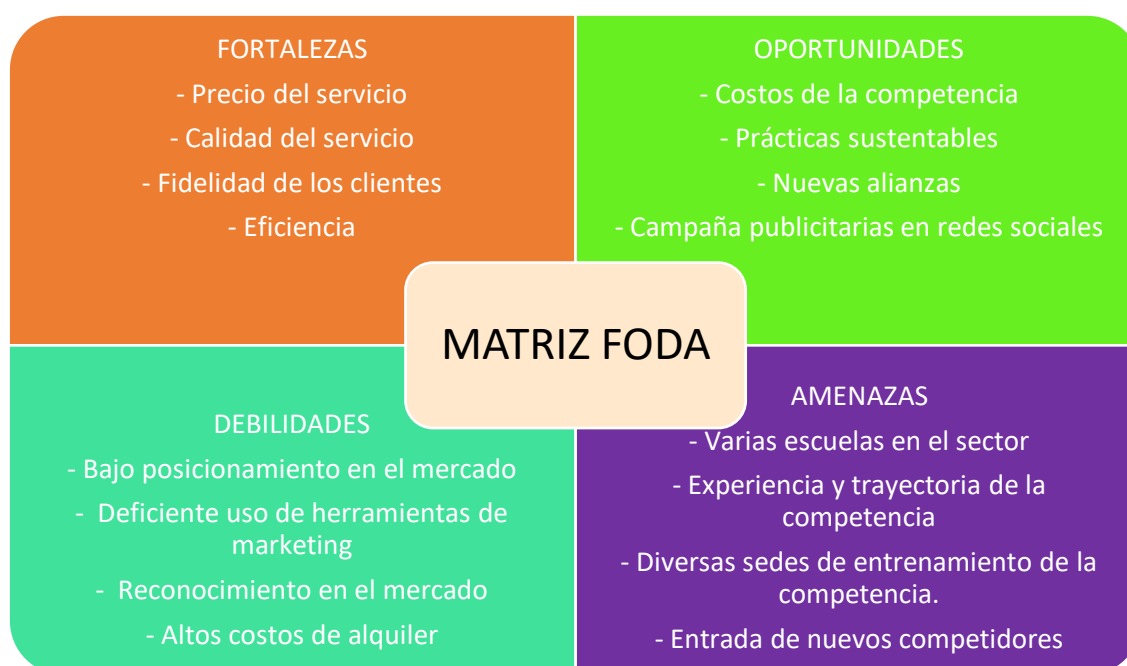 FORTALEZAS
- Precio del servicio
- Calidad del servicio
- Fidelidad de los clientes
- Eficiencia
OPORTUNIDADES
- Costos de la competencia
- Prácticas sustentables
- Nuevas alianzas
- Campaña publicitarias en redes sociales
MATRIZ FODA
DEBILIDADES
- Bajo posicionamiento en el mercado
- Deficiente uso de herramientas de
marketing
- Reconocimiento en el mercado
- Altos costos de alquiler
AMENAZAS
- Varias escuelas en el sector
- Experiencia y trayectoria de la
competencia
- Diversas sedes de entrenamiento de la
competencia.
- Entrada de nuevos competidores